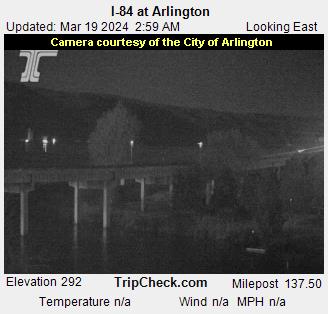 I-84 at Arlington
Updated: Mar 19 2024 2:59 AM Looking East
Camera courtesy of the City of Arlington
Elevation 292 TripCheck.com Milepost 137.50
Temperature n/a Wind n/a MPH n/a